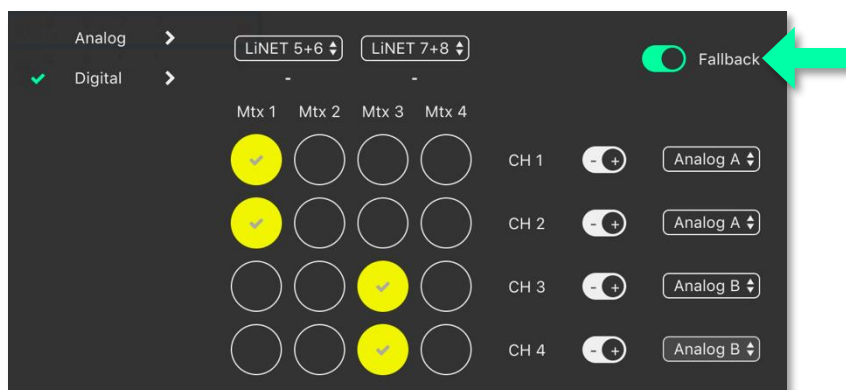 Analog
LiNET 5+6 LiNET 7+8
Fallback
Digital
- -
Mtx 1 Mtx 2 Mtx 3 Mtx 4
CH 1 - + Analog A
CH 2 - + Analog A
CH 3 - + Analog B
CH 4 - + Analog B